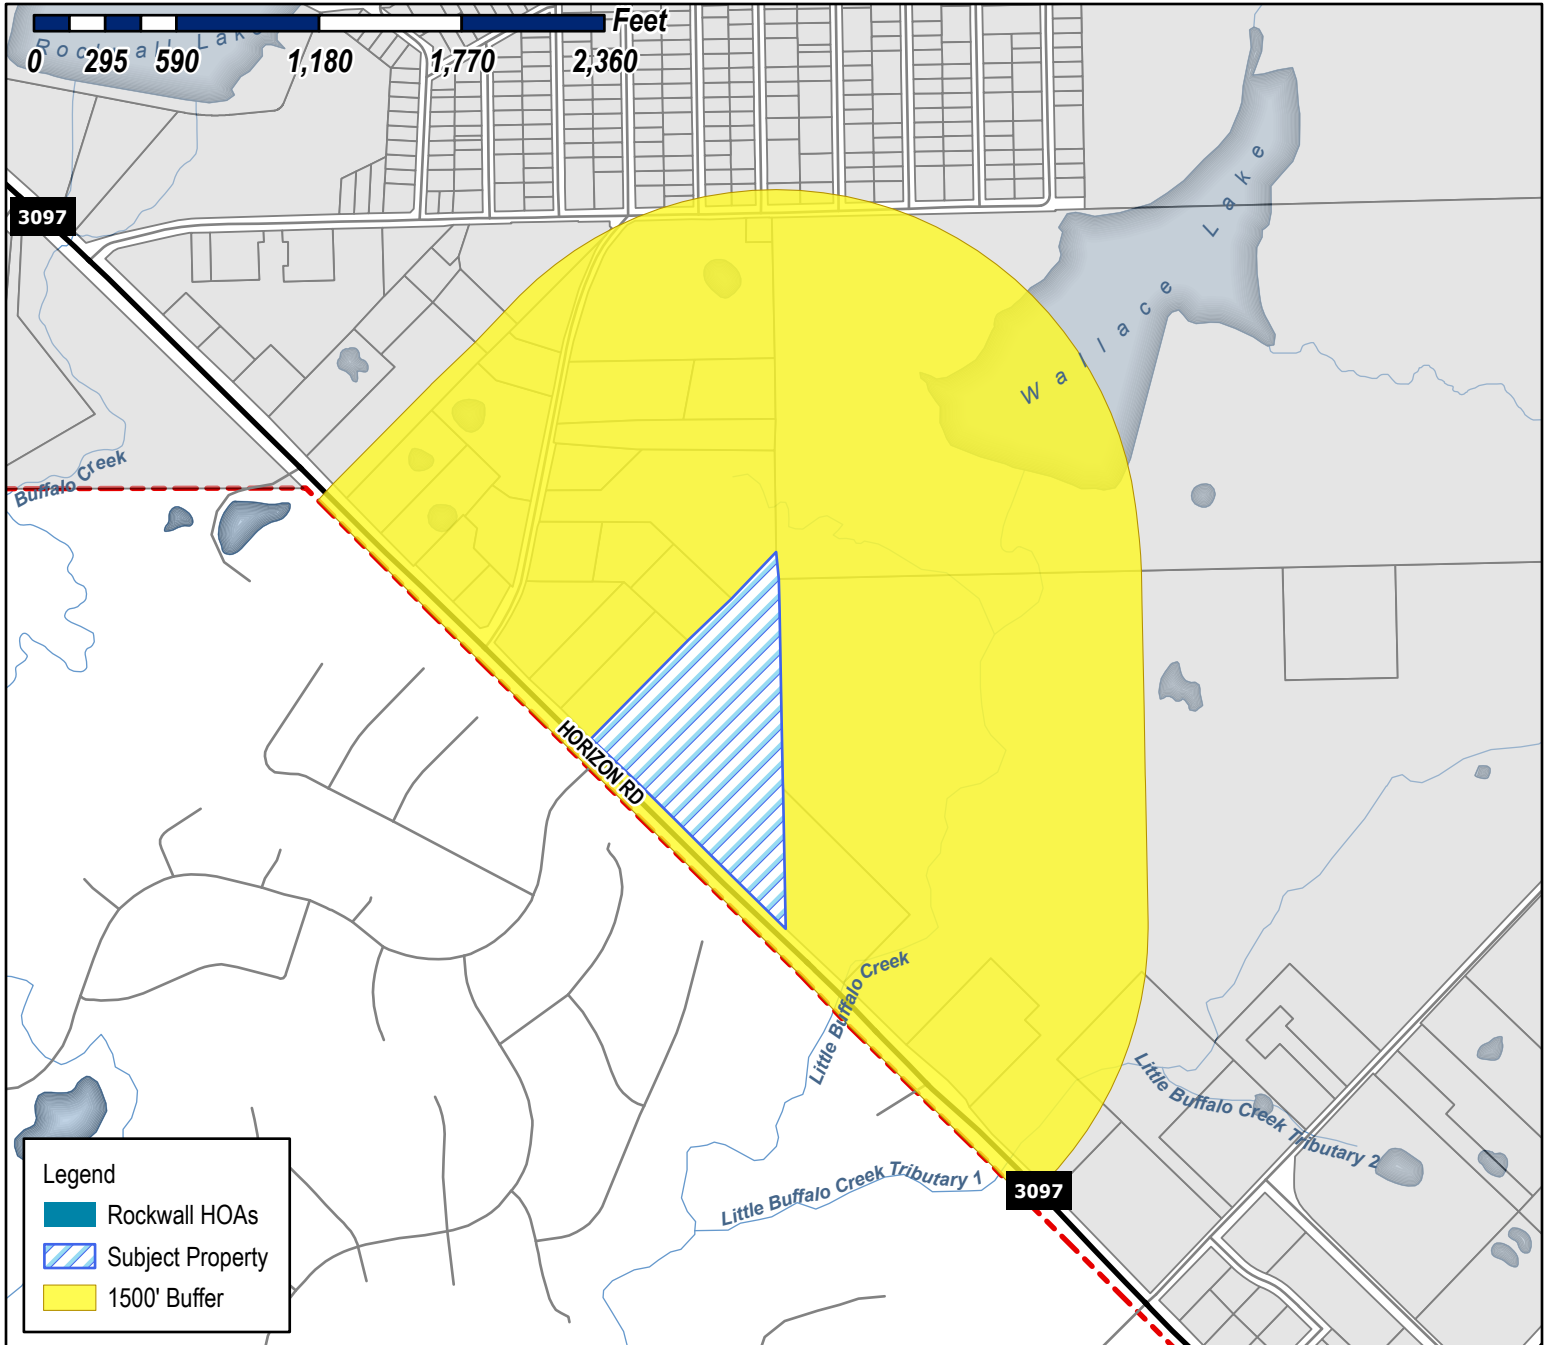 Feet
0 295 590 1,180 1,770 2,360
Rockwall Lake
3097
Wallace Lake
Buffalo Creek
HORIZON RD
Little Buffalo Creek
Little Buffalo Creek Tributary 2
Little Buffalo Creek Tributary 1
3097
Legend
Rockwall HOAs
Subject Property
1500' Buffer